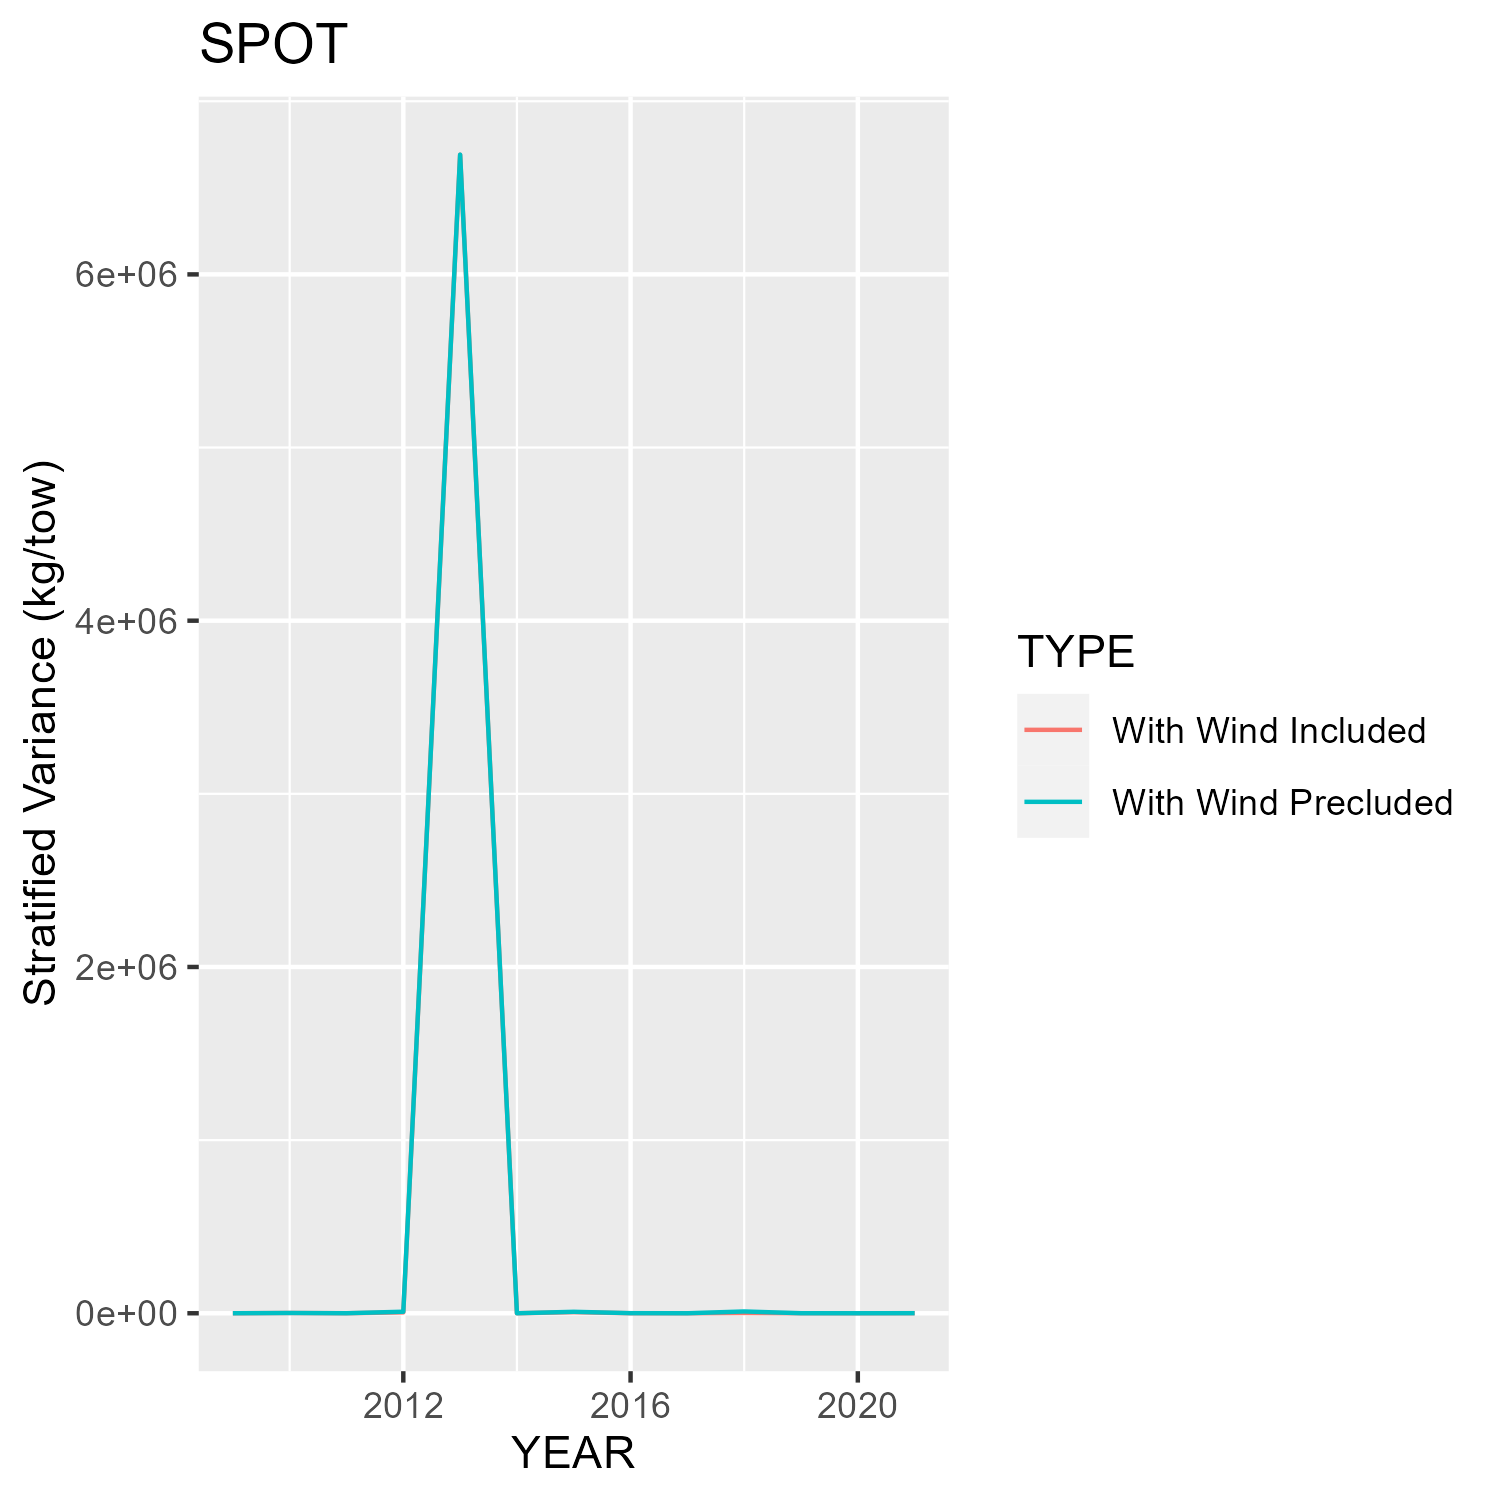 SPOT
Stratified Variance (kg/tow)
6e+06
4e+06
2e+06
0e+00
2012
2016
2020
YEAR
TYPE
With Wind Included
With Wind Precluded